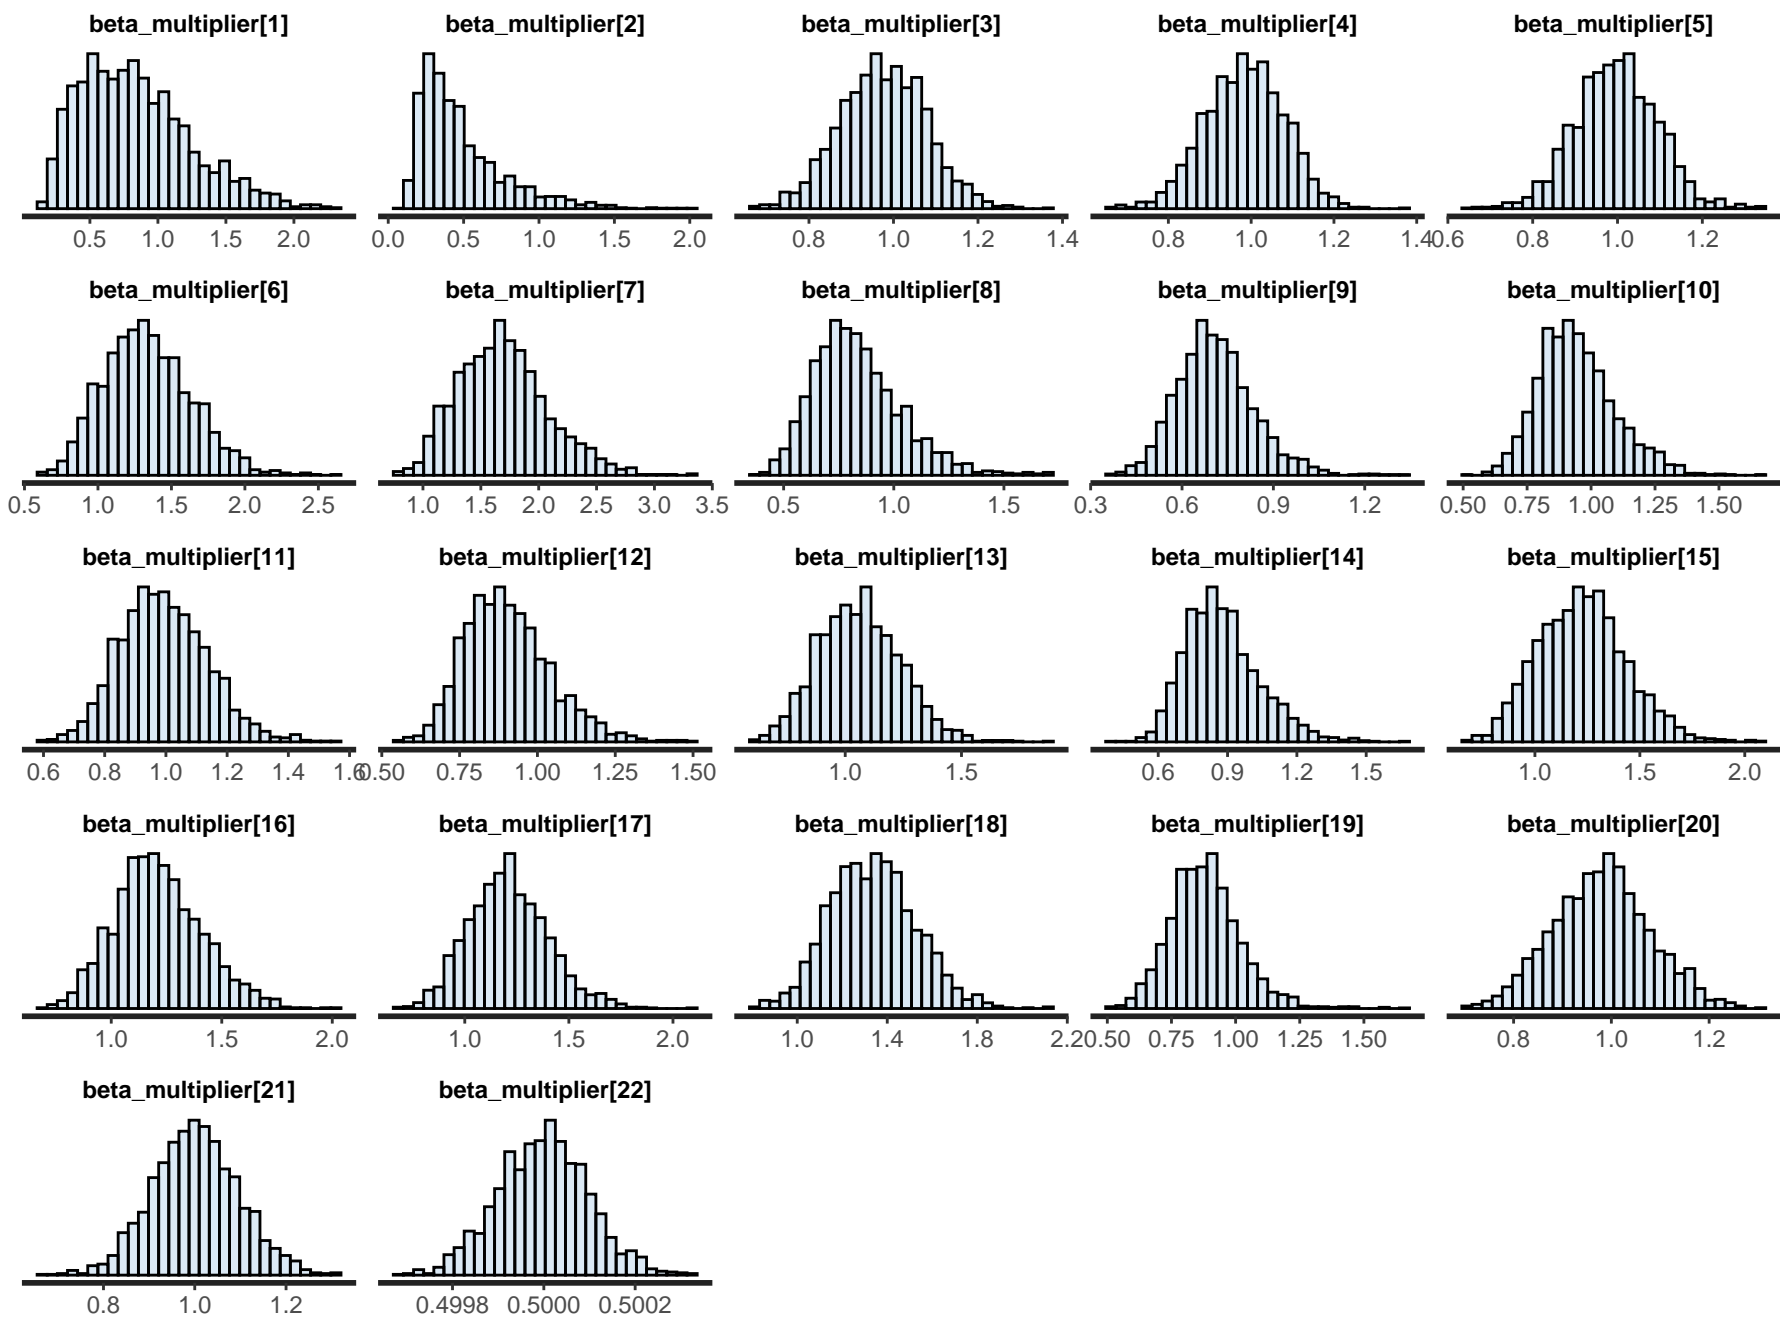 beta_multiplier[1] beta_multiplier[2] beta_multiplier[3] beta_multiplier[4] beta_multiplier[5]
0.5 1.0 1.5 2.0 0.0 0.5 1.0 1.5 2.0 0.8 1.0 1.2 1.4 0.8 1.0 1.2 1.4 0.6 0.8 1.0 1.2
beta_multiplier[6] beta_multiplier[7] beta_multiplier[8] beta_multiplier[9] beta_multiplier[10]
0.5 1.0 1.5 2.0 2.5 1.0 1.5 2.0 2.5 3.0 3.5 0.5 1.0 1.5 0.3 0.6 0.9 1.2 0.50 0.75 1.00 1.25 1.50
beta_multiplier[11] beta_multiplier[12] beta_multiplier[13] beta_multiplier[14] beta_multiplier[15]
0.6 0.8 1.0 1.2 1.4 1.6 0.50 0.75 1.00 1.25 1.50 1.0 1.5 0.6 0.9 1.2 1.5 1.0 1.5 2.0
beta_multiplier[16] beta_multiplier[17] beta_multiplier[18] beta_multiplier[19] beta_multiplier[20]
1.0 1.5 2.0 1.0 1.5 2.0 1.0 1.4 1.8 2.2 0.50 0.75 1.00 1.25 1.50 0.8 1.0 1.2
beta_multiplier[21] beta_multiplier[22]
0.8 1.0 1.2 0.4998 0.5000 0.5002